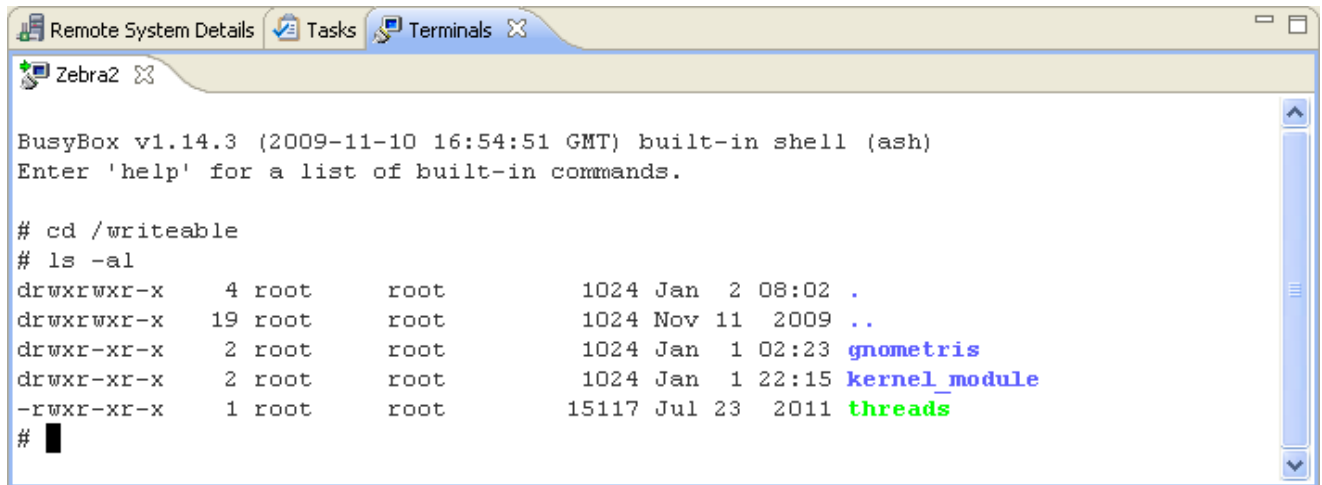 Remote System Details Tasks Terminals
Zebra2
BusyBox v1.14.3 (2009-11-10 16:54:51 GMT) built-in shell (ash)
Enter 'help' for a list of built-in commands.
# cd /writeable
# ls -al
drwxrwxr-x    4 root     root         1024 Jan  2 08:02 .
drwxrwxr-x   19 root     root         1024 Nov 11  2009 ..
drwxr-xr-x    2 root     root         1024 Jan  1 02:23 gnometris
drwxr-xr-x    2 root     root         1024 Jan  1 22:15 kernel_module
-rwxr-xr-x    1 root     root        15117 Jul 23  2011 threads
#